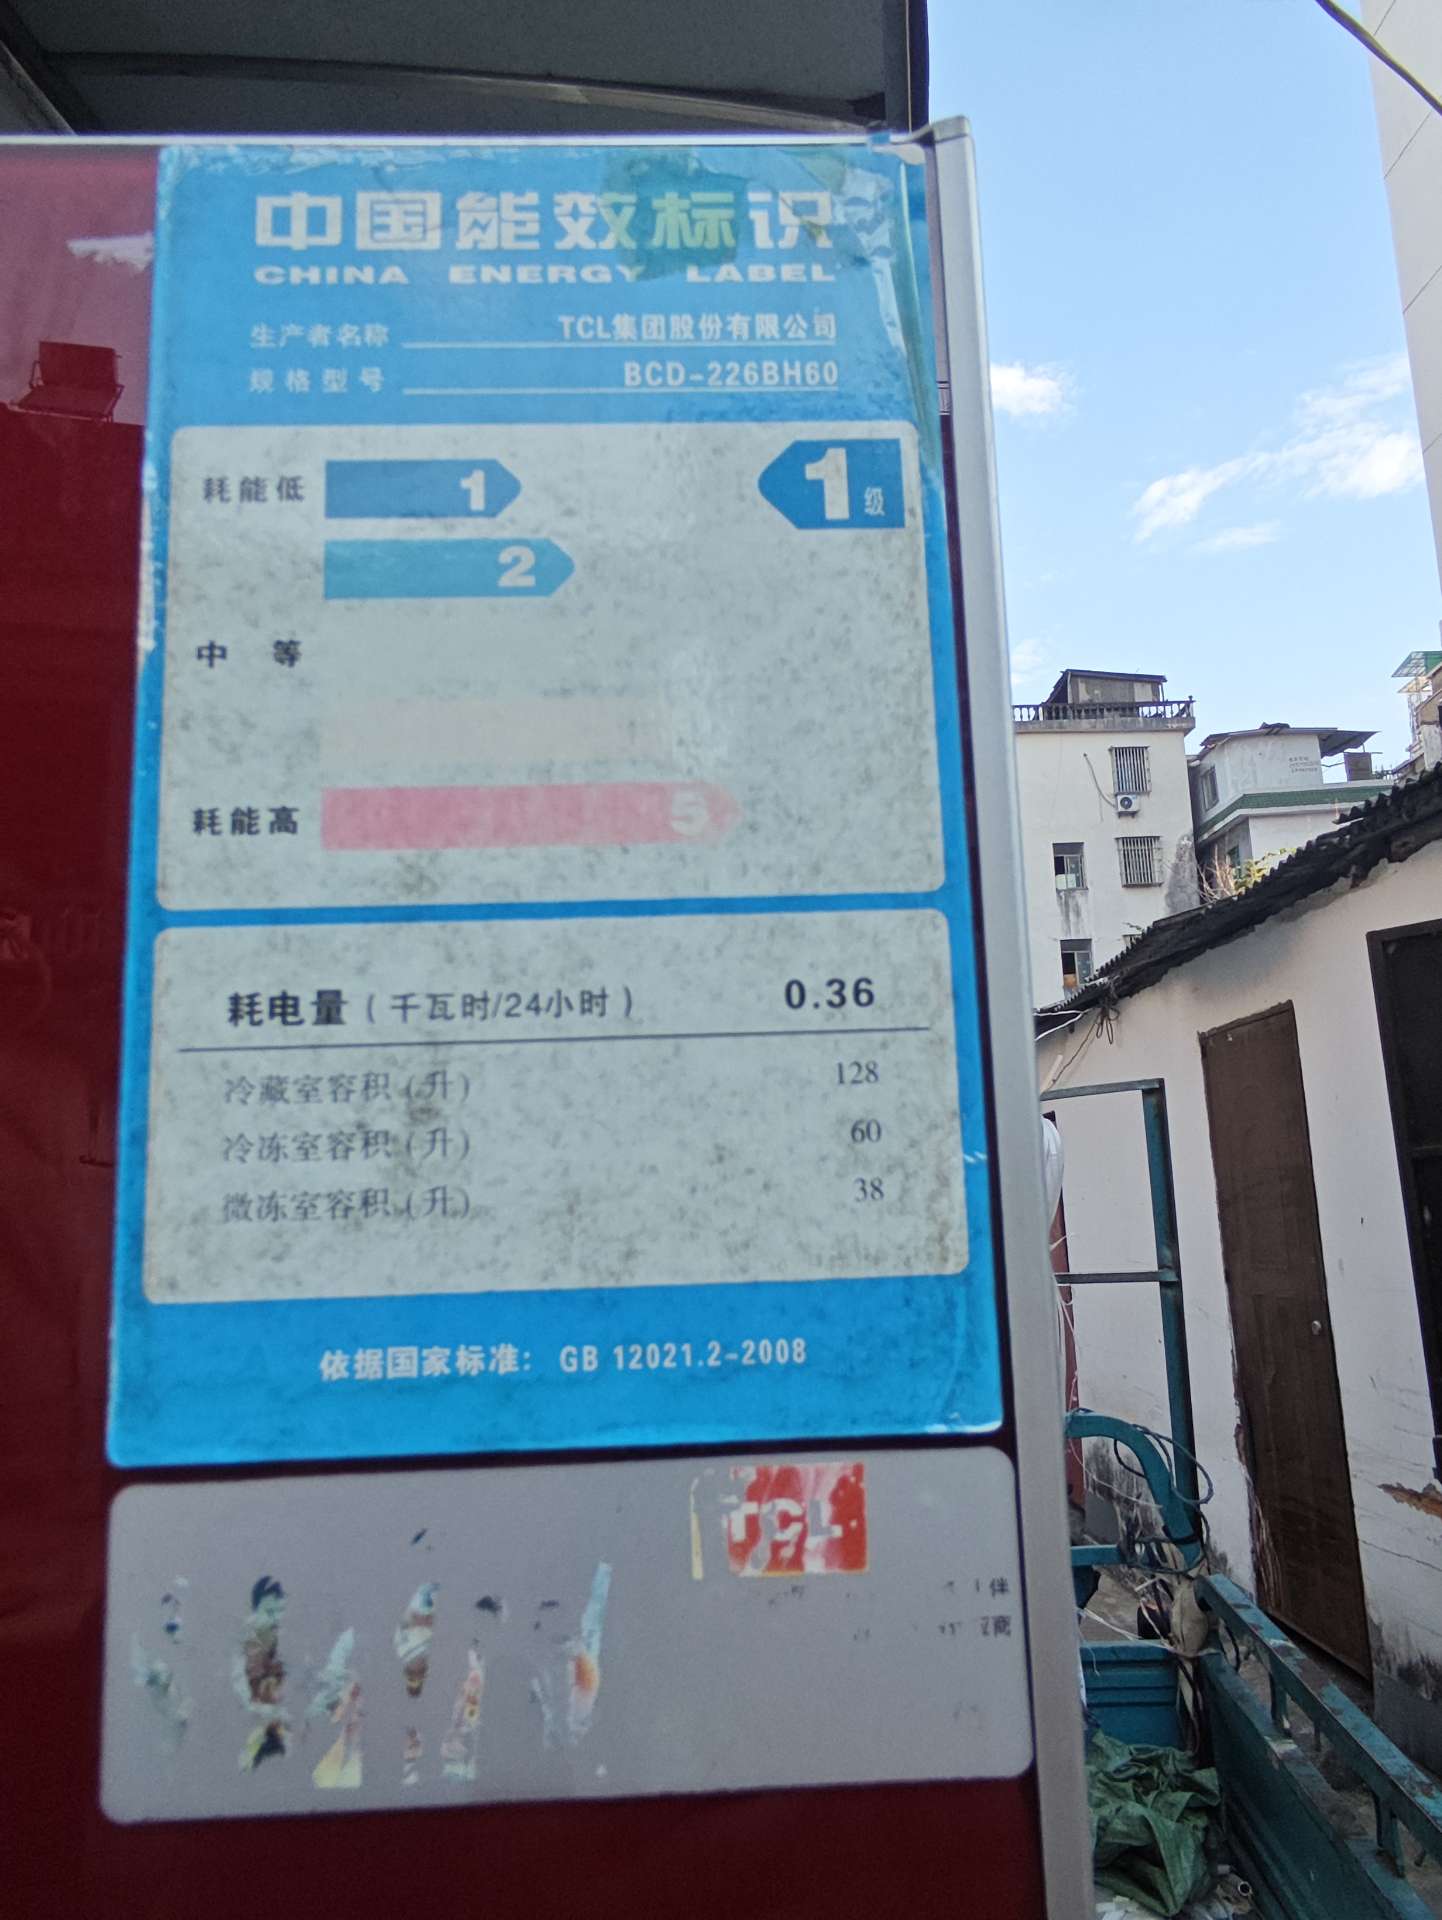 中国能效标识
CHINA ENERGY LABEL
生产者名称 TCL集团股份有限公司
规格型号 BCD-226BH60
耗能低 1 1级
2
中 等
耗能高 5
耗电量(千瓦时/24小时) 0.36
冷藏室容积(升) 128
冷冻室容积(升) 60
微冻室容积(升) 38
依据国家标准: GB 12021.2-2008
TCL
伴
商